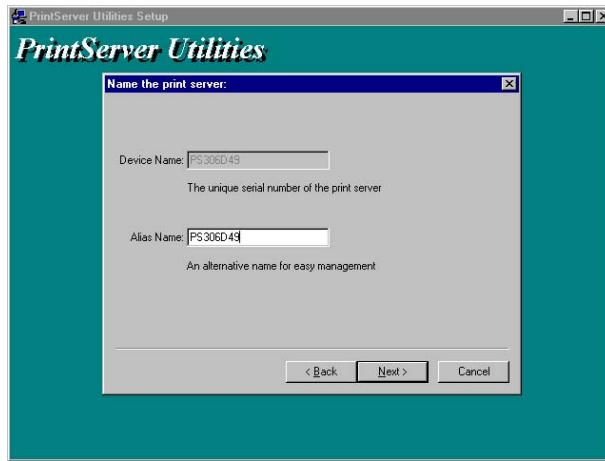 PrintServer Utilities Setup
PrintServer Utilities
Name the print server:
Device Name: PS306D49
The unique serial number of the print server
Alias Name: PS306D49
An alternative name for easy management
< Back Next > Cancel